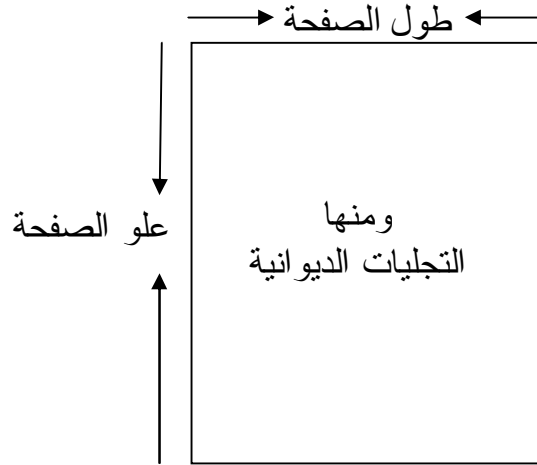 طول الصفحة
علو الصفحة
ومنها
التجليات الديوانية